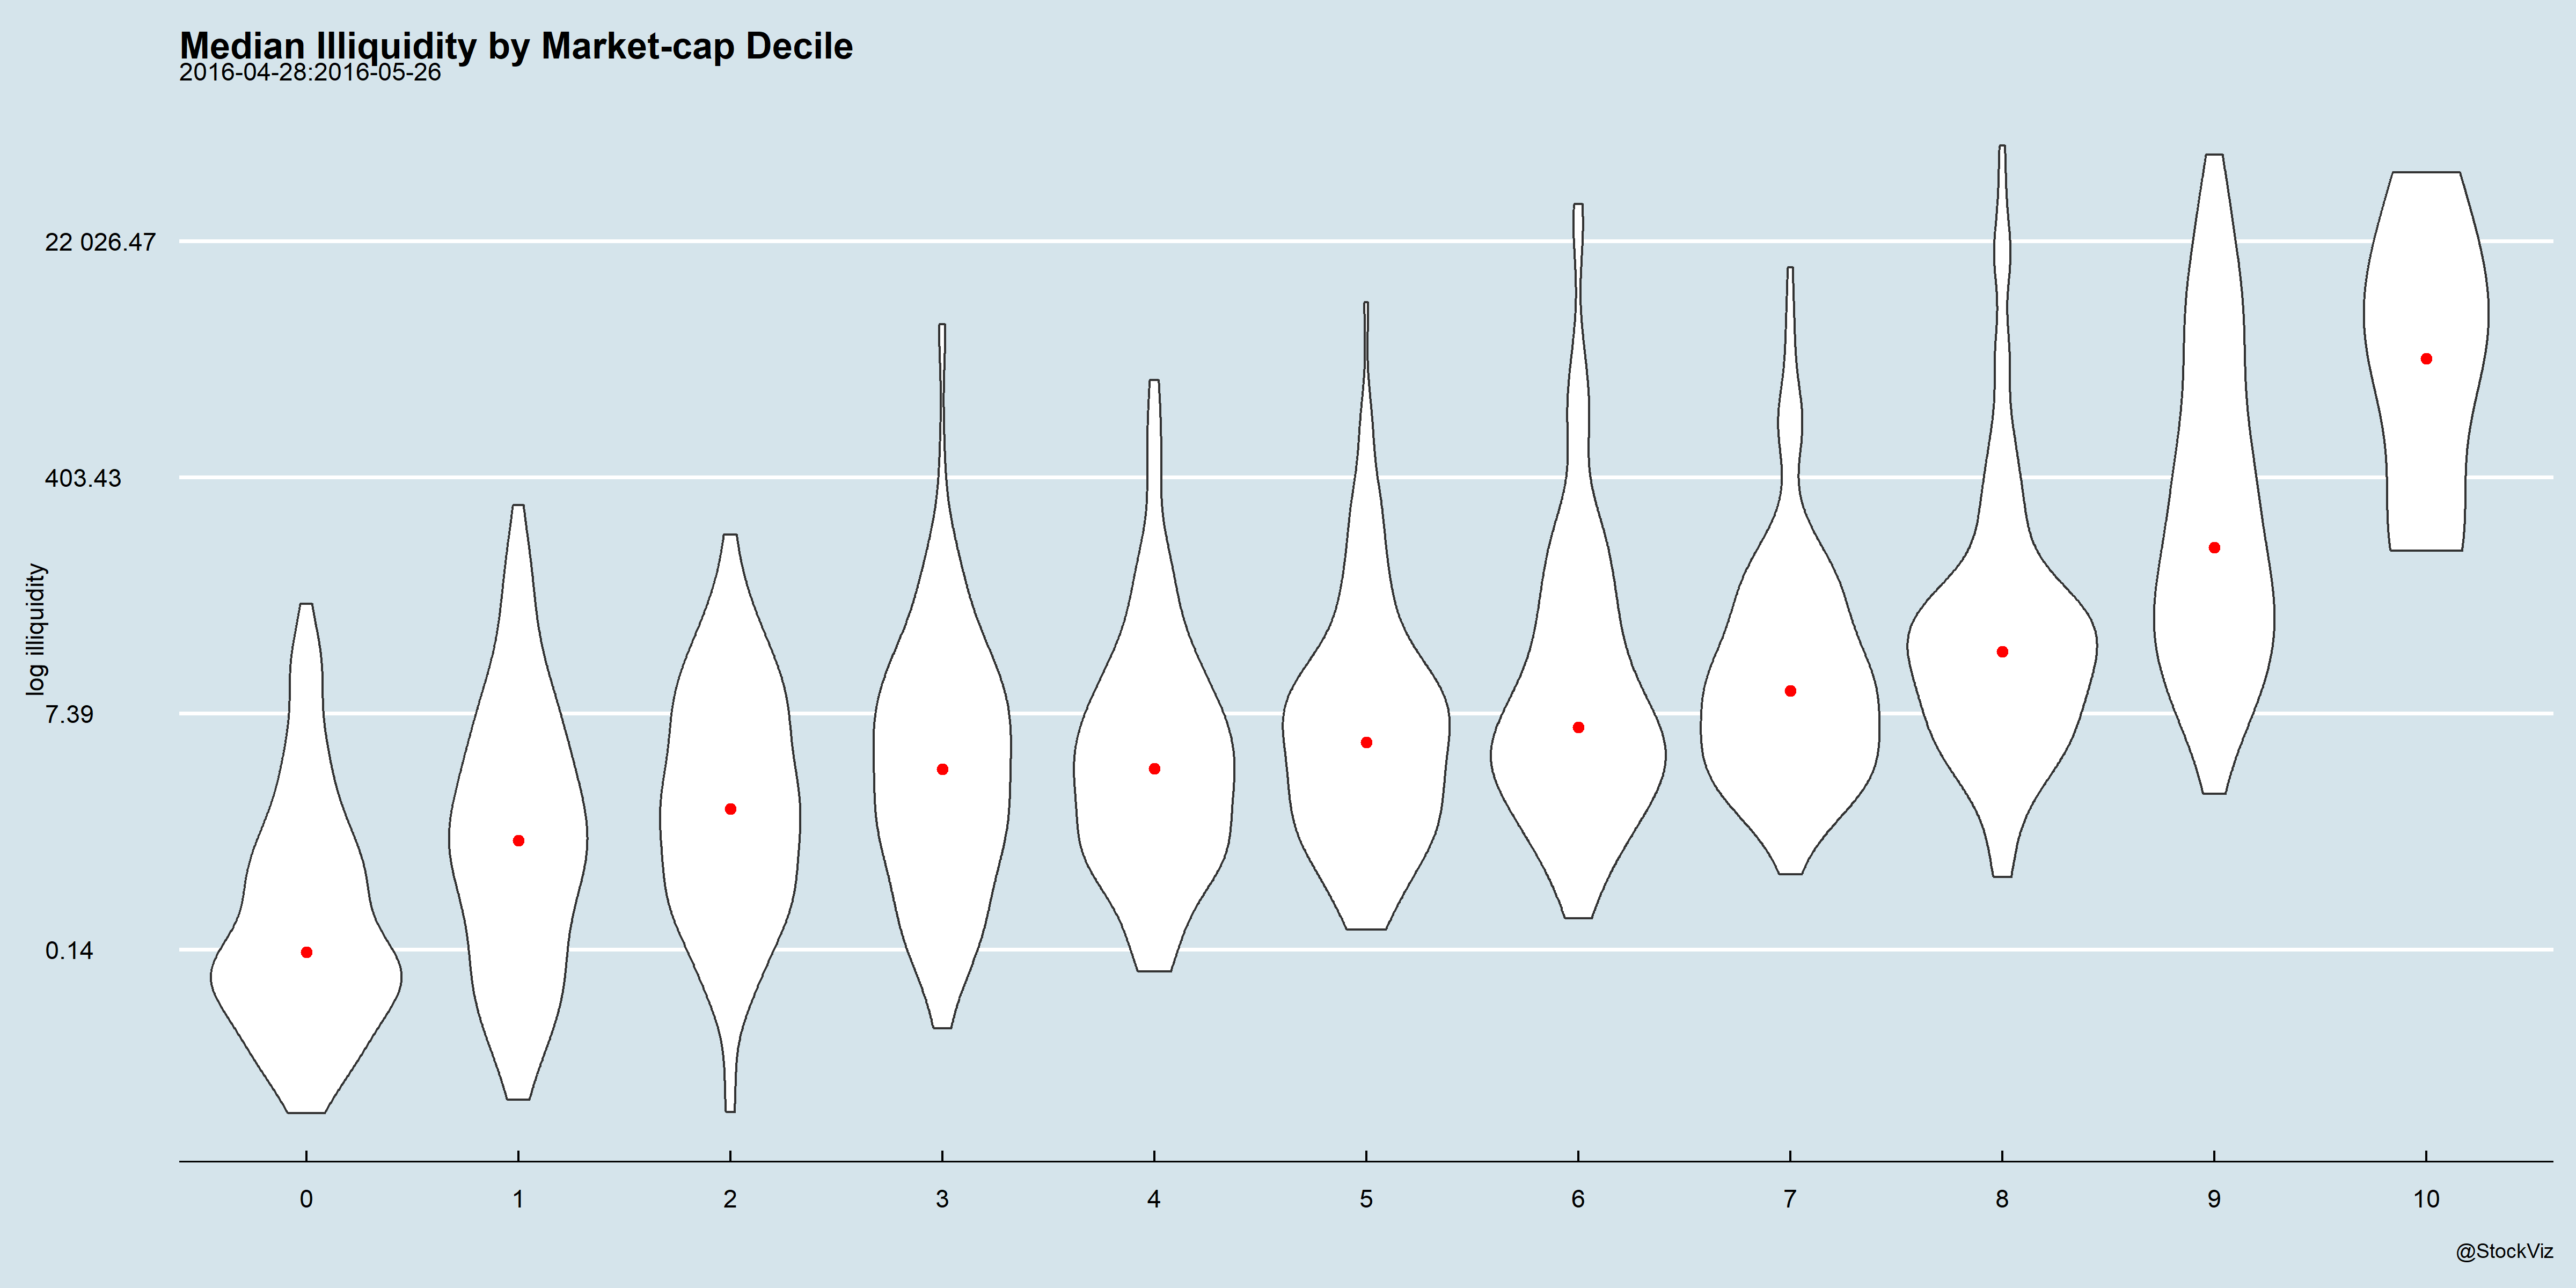 Median Illiquidity by Market-cap Decile
2016-04-28:2016-05-26
22 026.47
403.43
log illiquidity
7.39
0.14
0 1 2 3 4 5 6 7 8 9 10
@StockViz